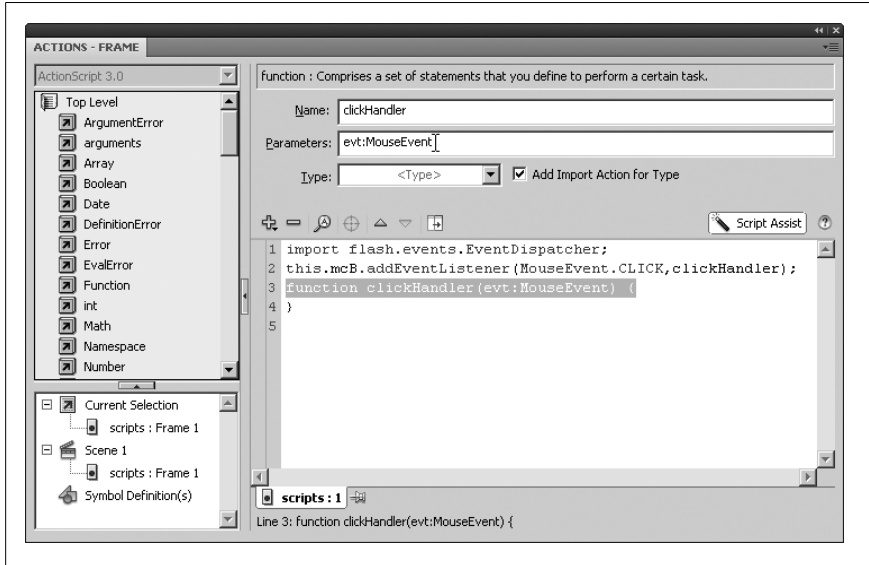 ACTIONS - FRAME
ActionScript 3.0
Top Level
ArgumentError
arguments
Array
Boolean
Date
DefinitionError
Error
EvalError
Function
int
Math
Namespace
Number
Current Selection
scripts : Frame 1
Scene 1
scripts : Frame 1
Symbol Definition(s)
function : Comprises a set of statements that you define to perform a certain task.
Name: clickHandler
Parameters: evt:MouseEvent
Type: <Type> Add Import Action for Type
Script Assist
1 import flash.events.EventDispatcher;
2 this.mcB.addEventListener(MouseEvent.CLICK,clickHandler);
3 function clickHandler(evt:MouseEvent) {
4 }
5
scripts : 1
Line 3: function clickHandler(evt:MouseEvent) {